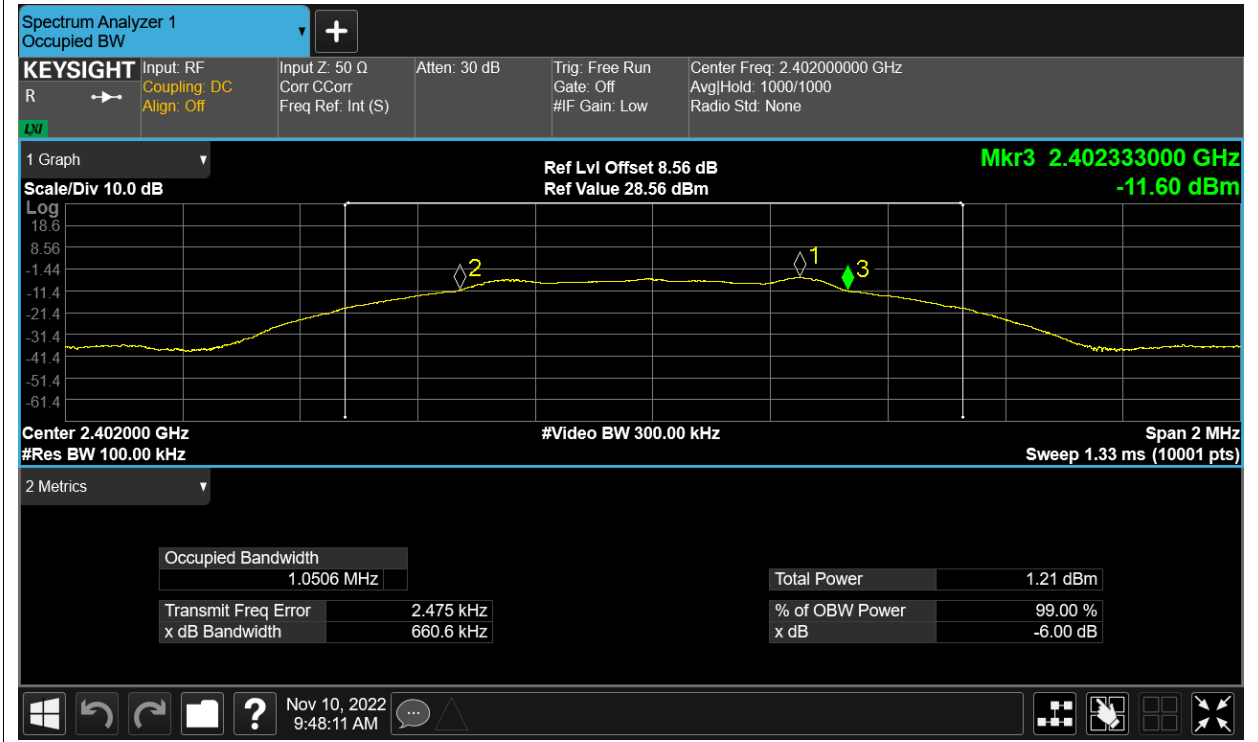 Spectrum Analyzer 1
Occupied BW
KEYSIGHT Input: RF Input Z: 50 Ω Atten: 30 dB Trig: Free Run Center Freq: 2.402000000 GHz
R Coupling: DC Corr CCorr Gate: Off Avg|Hold: 1000/1000
Align: Off Freq Ref: Int (S) #IF Gain: Low Radio Std: None
LXI
1 Graph Ref Lvl Offset 8.56 dB Mkr3 2.402333000 GHz
Scale/Div 10.0 dB Ref Value 28.56 dBm -11.60 dBm
Log
18.6
8.56
-1.44
-11.4
-21.4
-31.4
-41.4
-51.4
-61.4
2 1 3
Center 2.402000 GHz #Video BW 300.00 kHz Span 2 MHz
#Res BW 100.00 kHz Sweep 1.33 ms (10001 pts)
2 Metrics
Occupied Bandwidth
1.0506 MHz Total Power 1.21 dBm
Transmit Freq Error 2.475 kHz % of OBW Power 99.00 %
x dB Bandwidth 660.6 kHz x dB -6.00 dB
? Nov 10, 2022
9:48:11 AM